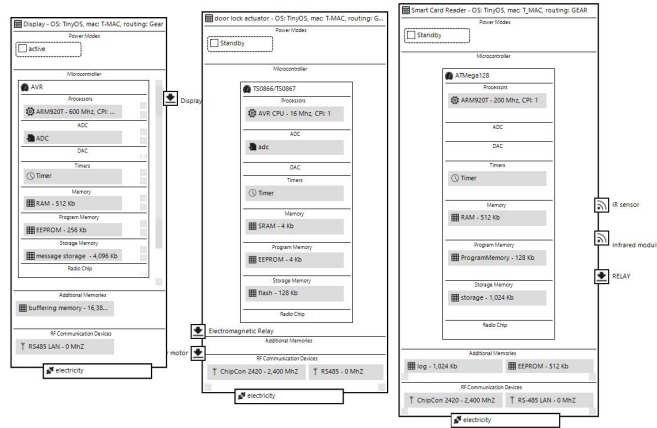 Display - OS: TinyOS, mac: T-MAC, routing: Gear
Power Modes
active
Microcontroller
AVR
Processors
ARM920T - 600 Mhz, CPI: ...
ADC
ADC
DAC
Timers
Timer
Memory
RAM - 512 Kb
Program Memory
EEPROM - 256 Kb
Storage Memory
message storage - 4,096 Kb
Radio Chip
Additional Memories
buffering memory - 16,38...
RF Communication Devices
RS485 LAN - 0 MhZ
electricity
Display
door lock actuator - OS: TinyOS, mac: T-MAC, routing: G...
Power Modes
Standby
Microcontroller
TS0866/TS0867
Processors
AVR CPU - 16 Mhz, CPI: 1
ADC
adc
DAC
Timers
Timer
Memory
SRAM - 4 Kb
Program Memory
EEPROM - 4 Kb
Storage Memory
flash - 128 Kb
Radio Chip
Electromagnetic Relay
Additional Memories
motor
RF Communication Devices
ChipCon 2420 - 2,400 MhZ
RS485 - 0 MhZ
electricity
Smart Card Reader - OS: TinyOS, mac: T_MAC, routing: GEAR
Power Modes
Standby
Microcontroller
ATMega128
Processors
ARM920T - 200 Mhz, CPI: 1
ADC
DAC
Timers
Timer
Memory
RAM - 512 Kb
Program Memory
ProgramMemory - 128 Kb
Storage Memory
storage - 1,024 Kb
Radio Chip
Additional Memories
log - 1,024 Kb
EEPROM - 512 Kb
RF Communication Devices
ChipCon 2420 - 2,400 MhZ
RS-485 LAN - 0 MhZ
electricity
IR sensor
Infrared modul
RELAY